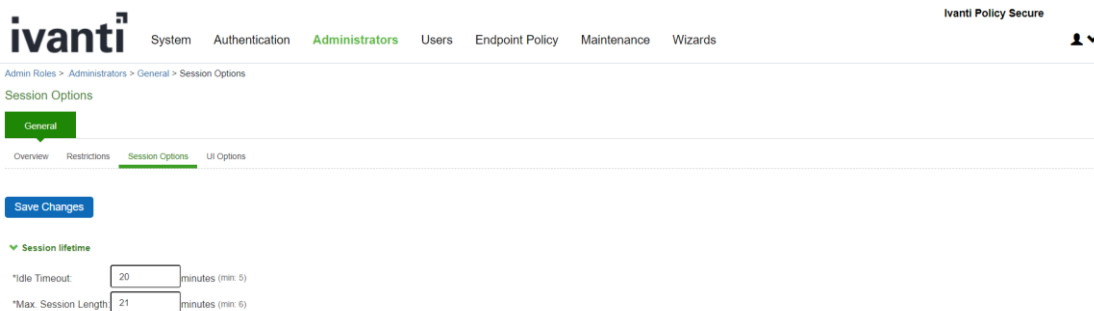 Ivanti Policy Secure
ivanti
System Authentication Administrators Users Endpoint Policy Maintenance Wizards
Admin Roles > .Administrators > General > Session Options
Session Options
General
Overview Restrictions Session Options UI Options
Save Changes
Session lifetime
*Idle Timeout: 20 minutes (min: 5)
*Max. Session Length: 21 minutes (min: 6)